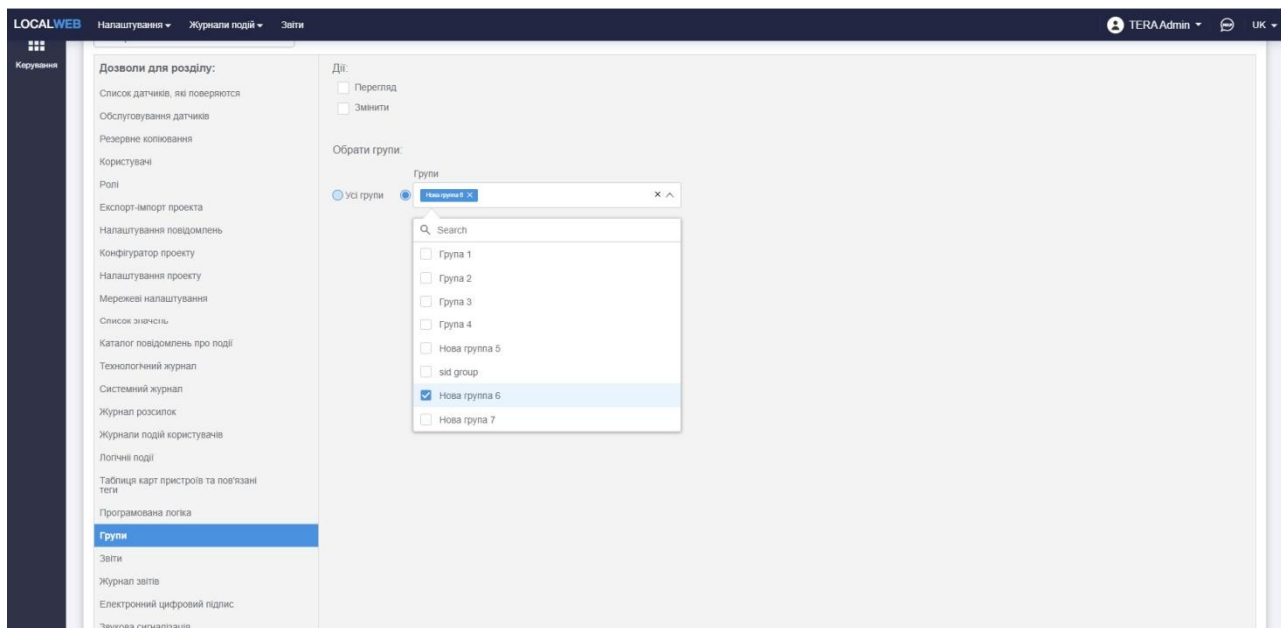 LOCALWEB Налаштування Журнали подій Звіти TERA Admin UK
Керування
Дозволи для розділу:
Список датчиків, які поверяются
Обслуговування датчиків
Резервне копіювання
Користувачі
Ролі
Експорт-імпорт проекта
Налаштування повідомлень
Конфігуратор проекту
Налаштування проекту
Мережеві налаштування
Список значень
Каталог повідомлень про події
Технологічний журнал
Системний журнал
Журнал розсилок
Журнали подій користувачів
Логічні події
Таблиця карт пристроїв та пов'язані
теги
Програмована логіка
Групи
Звіти
Журнал звітів
Електронний цифровий підпис
Звукова сигналізація
Дії:
Перегляд
Змінити
Обрати групи:
Групи
Усі групи
Нова группа 6
Search
Група 1
Група 2
Група 3
Група 4
Нова группа 5
sid group
Нова группа 6
Нова група 7